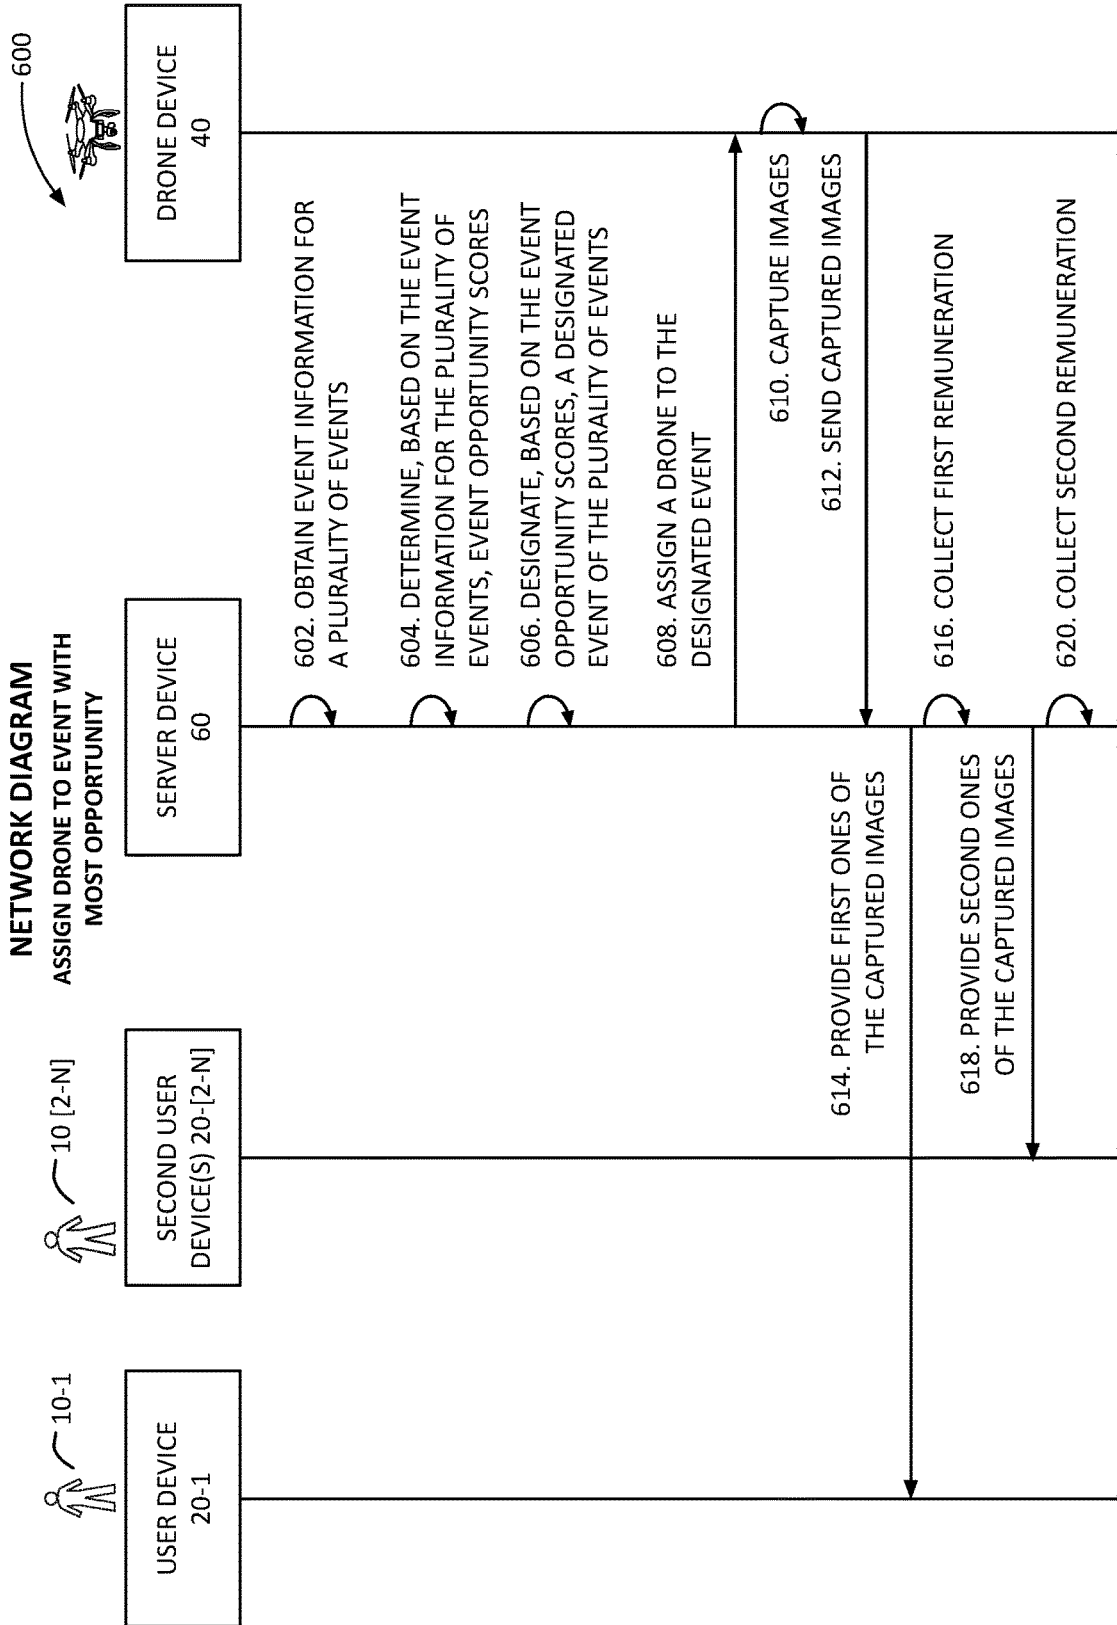 NETWORK DIAGRAM
ASSIGN DRONE TO EVENT WITH
MOST OPPORTUNITY
600
10-1
10 [2-N]
USER DEVICE
20-1
SECOND USER
DEVICE(S) 20-[2-N]
SERVER DEVICE
60
DRONE DEVICE
40
602. OBTAIN EVENT INFORMATION FOR
A PLURALITY OF EVENTS
604. DETERMINE, BASED ON THE EVENT
INFORMATION FOR THE PLURALITY OF
EVENTS, EVENT OPPORTUNITY SCORES
606. DESIGNATE, BASED ON THE EVENT
OPPORTUNITY SCORES, A DESIGNATED
EVENT OF THE PLURALITY OF EVENTS
608. ASSIGN A DRONE TO THE
DESIGNATED EVENT
610. CAPTURE IMAGES
612. SEND CAPTURED IMAGES
614. PROVIDE FIRST ONES OF
THE CAPTURED IMAGES
616. COLLECT FIRST REMUNERATION
618. PROVIDE SECOND ONES
OF THE CAPTURED IMAGES
620. COLLECT SECOND REMUNERATION